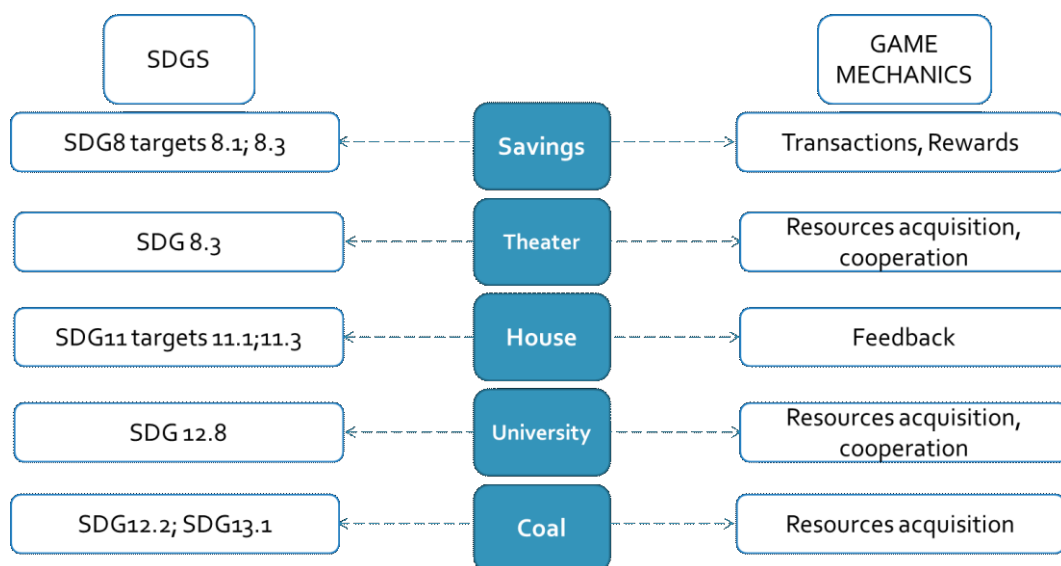 SDGS
GAME
MECHANICS
SDG8 targets 8.1; 8.3
Savings
Transactions, Rewards
SDG 8.3
Theater
Resources acquisition,
cooperation
SDG11 targets 11.1;11.3
House
Feedback
SDG 12.8
University
Resources acquisition,
cooperation
SDG12.2; SDG13.1
Coal
Resources acquisition